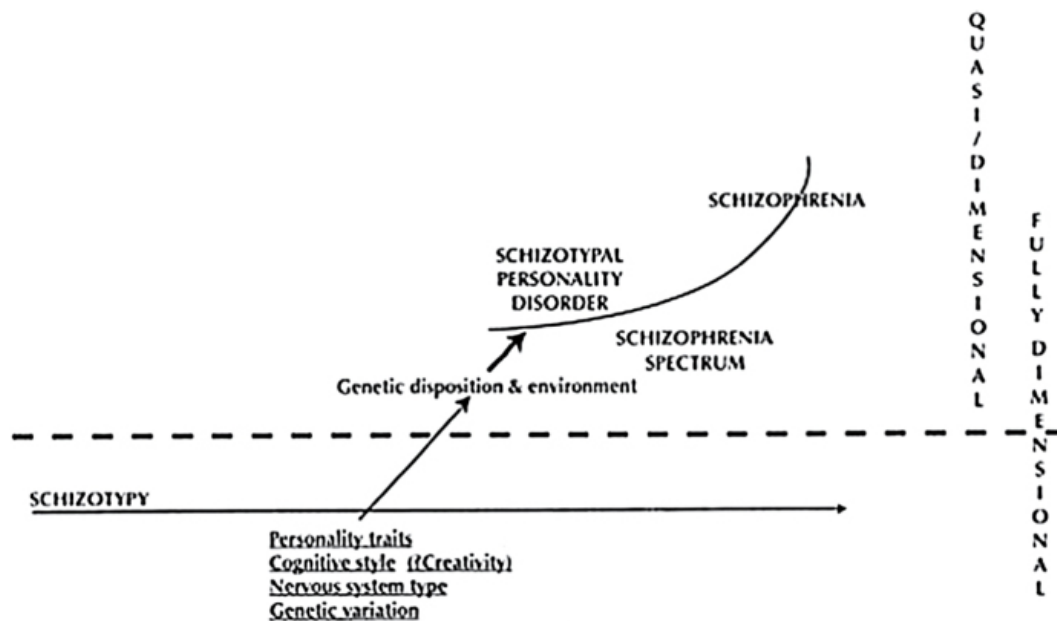 QUASI/DIMENSIONAL
FULLY DIMENSIONAL
SCHIZOPHRENIA
SCHIZOTYPAL
PERSONALITY
DISORDER
SCHIZOPHRENIA
SPECTRUM
Genetic disposition & environment
SCHIZOTYPY
Personality traits
Cognitive style (?Creativity)
Nervous system type
Genetic variation